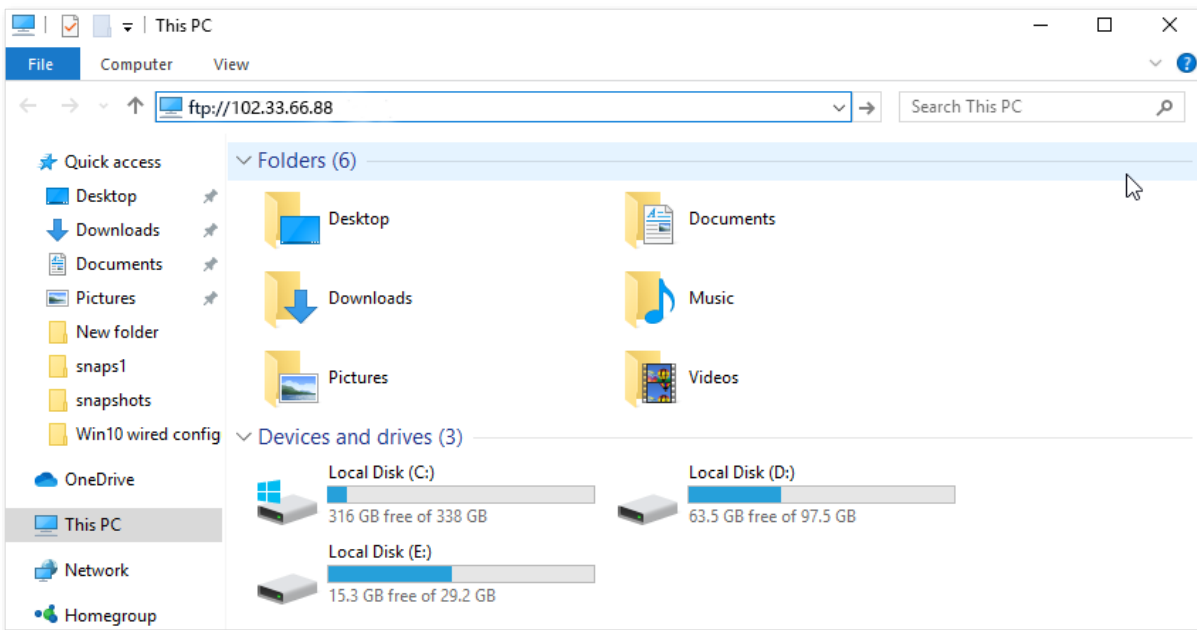 This PC
File Computer View
ftp://102.33.66.88 Search This PC
Quick access
Desktop
Downloads
Documents
Pictures
New folder
snaps1
snapshots
Win10 wired config
OneDrive
This PC
Network
Homegroup
Folders (6)
Desktop Documents
Downloads Music
Pictures Videos
Devices and drives (3)
Local Disk (C:) Local Disk (D:)
316 GB free of 338 GB 63.5 GB free of 97.5 GB
Local Disk (E:)
15.3 GB free of 29.2 GB